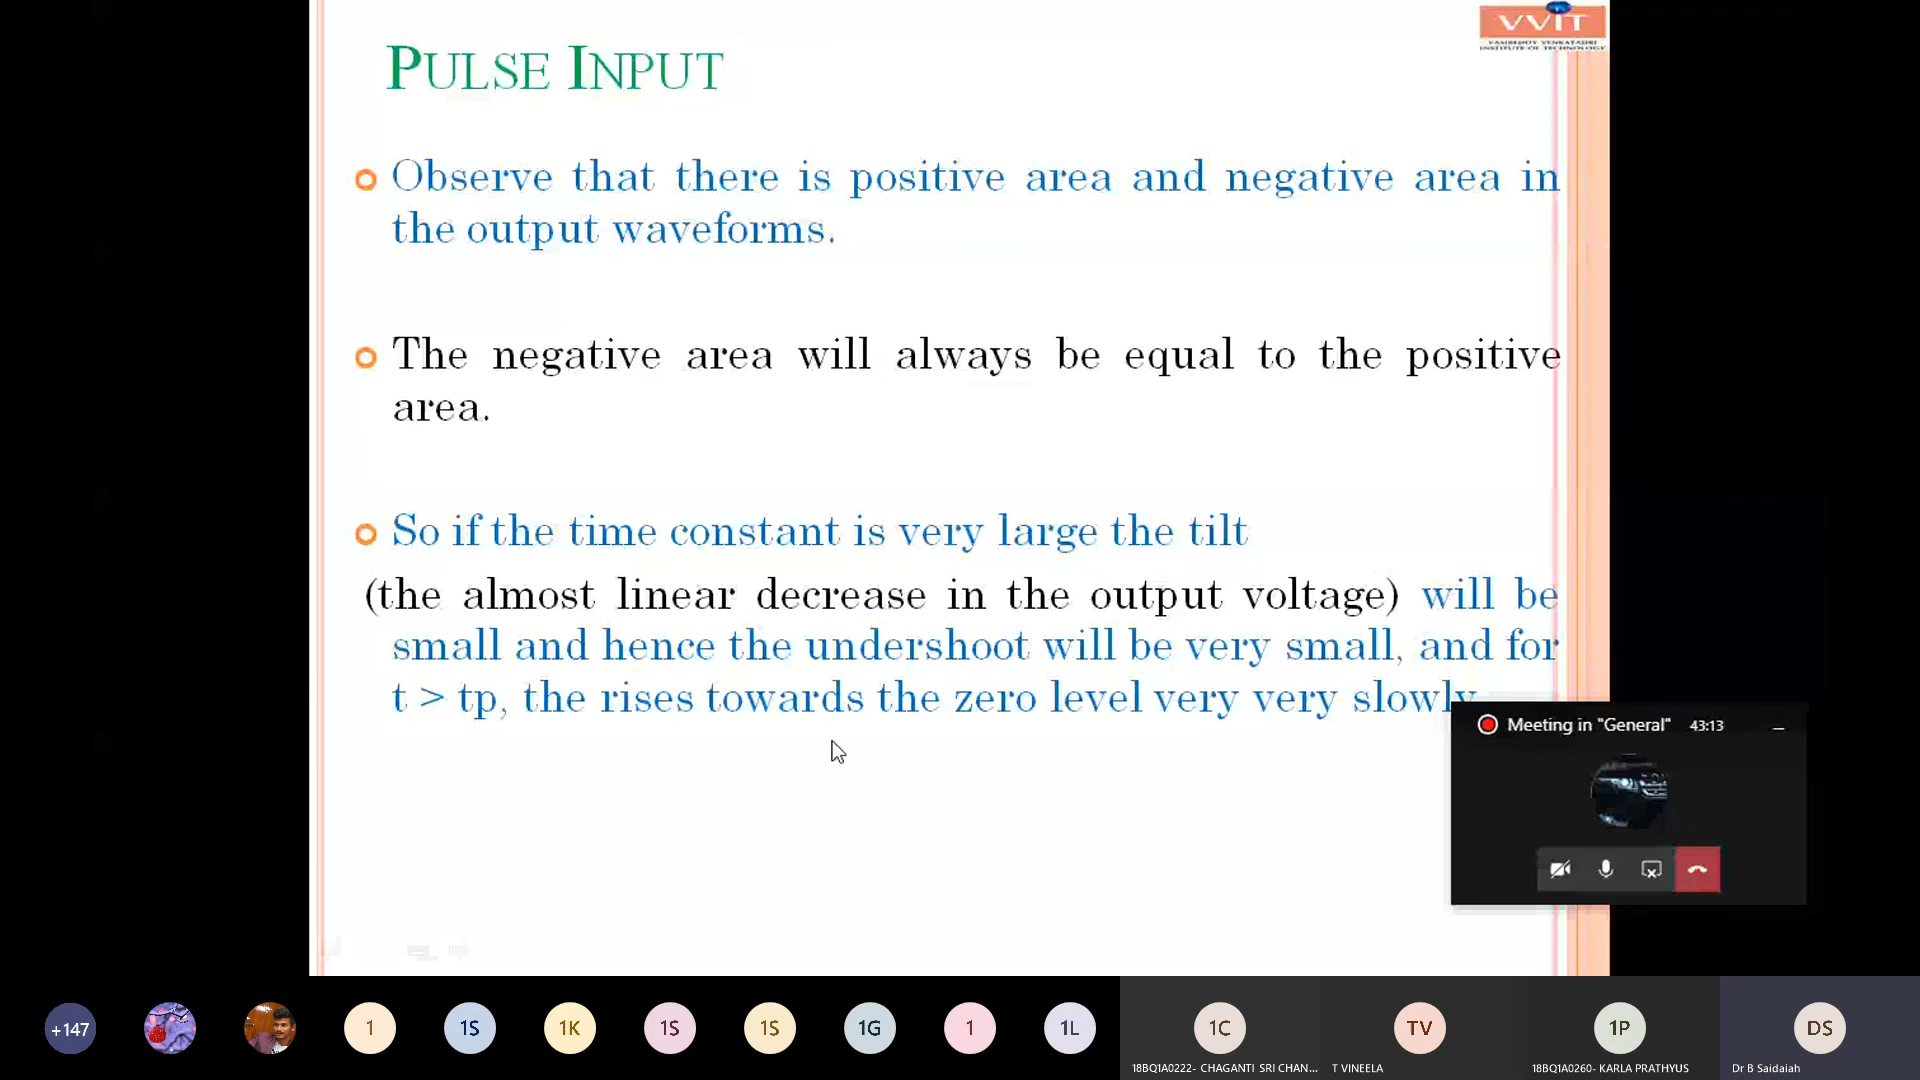 VVIT
VASIREDDY VENKATADRI
INSTITUTE OF TECHNOLOGY
PULSE INPUT
Observe that there is positive area and negative area in
the output waveforms.
The negative area will always be equal to the positive
area.
So if the time constant is very large the tilt
(the almost linear decrease in the output voltage) will be
small and hence the undershoot will be very small, and for
t > tp, the rises towards the zero level very very slowly
Meeting in "General" 43:13
+147
1
1S
1K
1S
1S
1G
1
1L
1C
TV
1P
DS
18BQ1A0222- CHAGANTI SRI CHAN...
T VINEELA
18BQ1A0260- KARLA PRATHYUS
Dr B Saidaiah